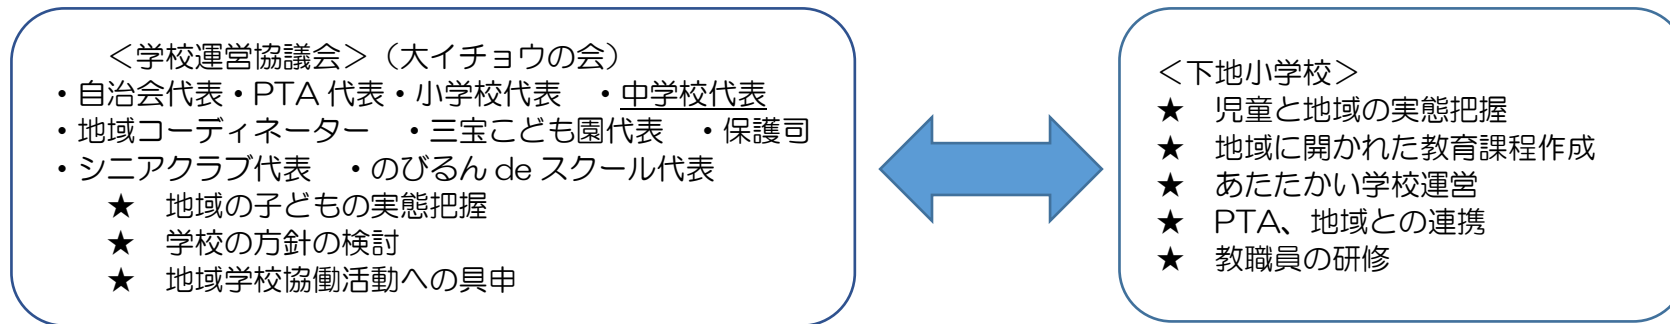 ＜学校運営協議会＞（大イチョウの会）
・自治会代表・PTA 代表・小学校代表　・中学校代表
・地域コーディネーター　・三宝こども園代表　・保護司
・シニアクラブ代表　・のびるん de スクール代表
★　地域の子どもの実態把握
★　学校の方針の検討
★　地域学校協働活動への具申
＜下地小学校＞
★　児童と地域の実態把握
★　地域に開かれた教育課程作成
★　あたたかい学校運営
★　PTA、地域との連携
★　教職員の研修